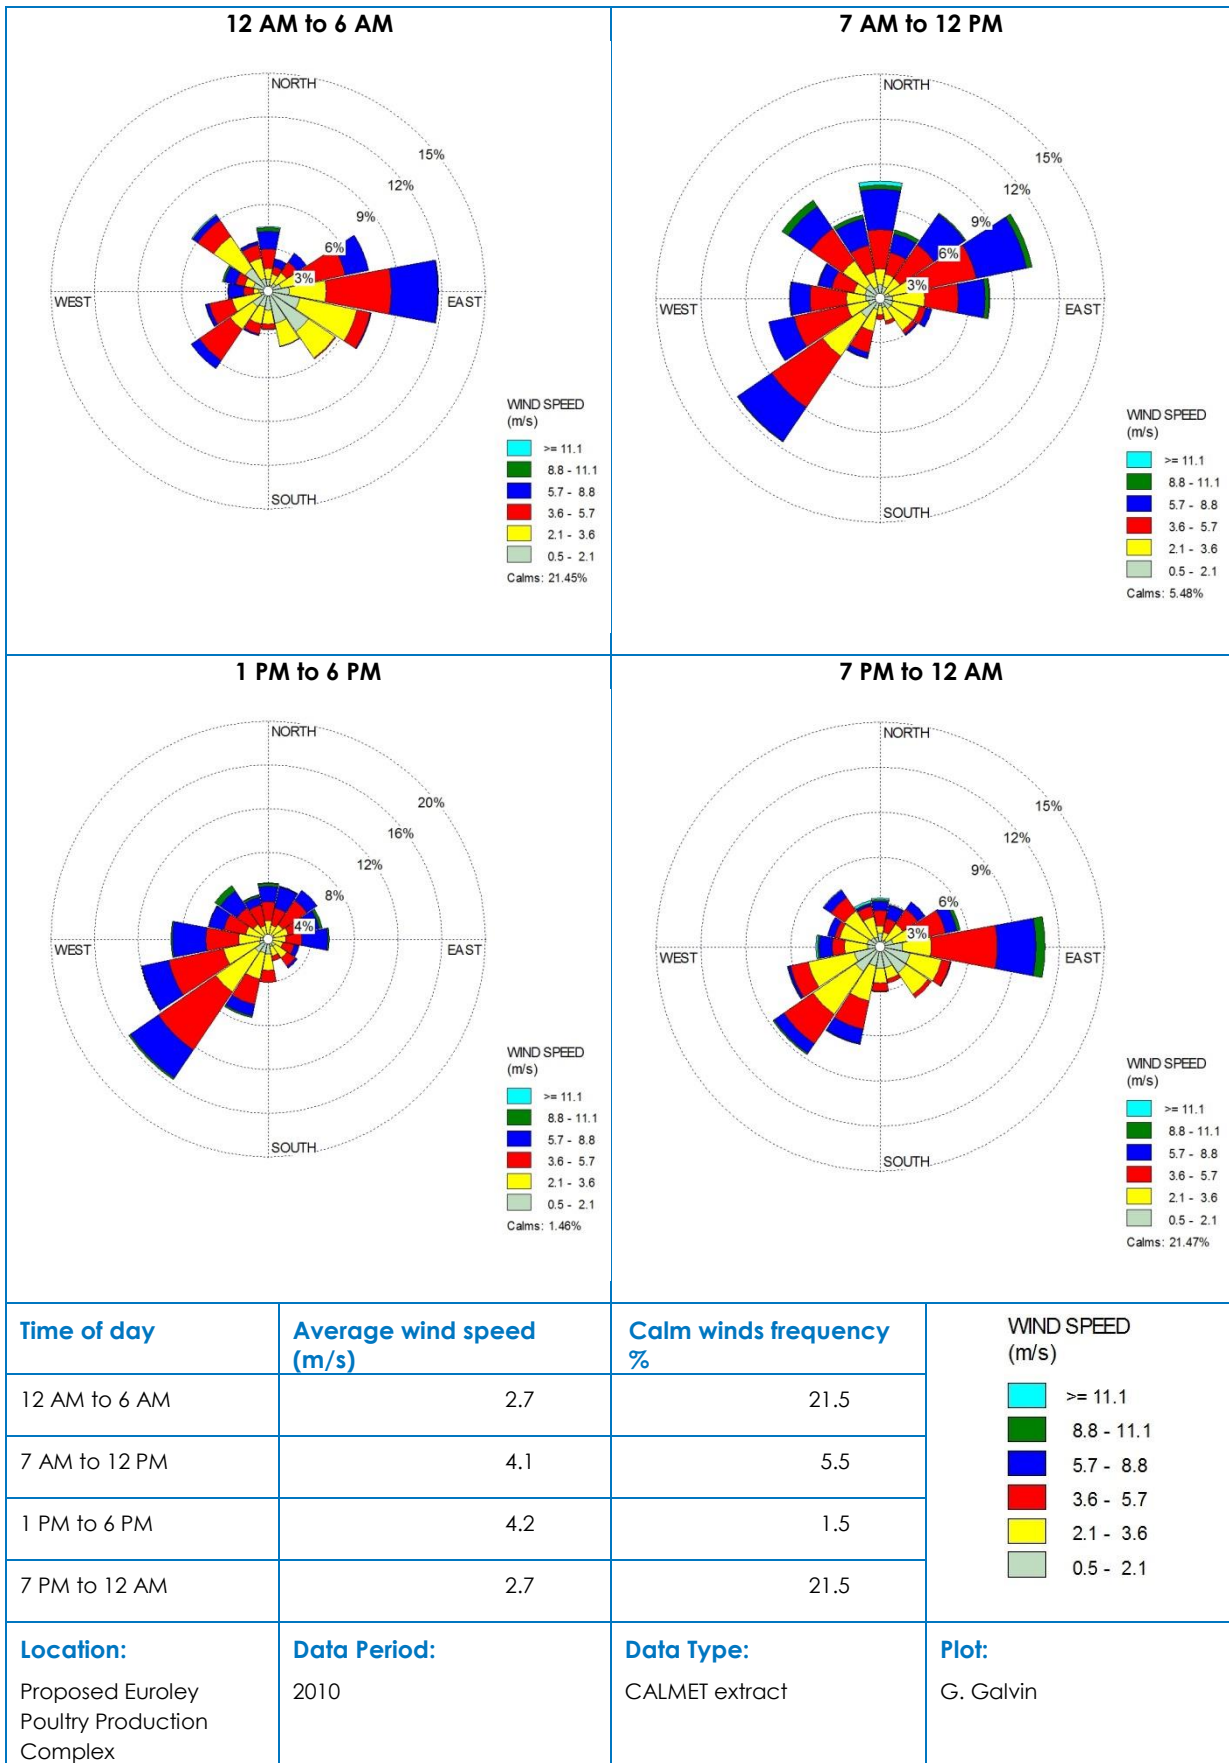 12 AM to 6 AM
NORTH
15%
12%
9%
6%
3%
WEST
EAST
SOUTH
WIND SPEED
(m/s)
>= 11.1
8.8 - 11.1
5.7 - 8.8
3.6 - 5.7
2.1 - 3.6
0.5 - 2.1
Calms: 21.45%
7 AM to 12 PM
NORTH
15%
12%
9%
6%
3%
WEST
EAST
SOUTH
WIND SPEED
(m/s)
>= 11.1
8.8 - 11.1
5.7 - 8.8
3.6 - 5.7
2.1 - 3.6
0.5 - 2.1
Calms: 5.48%
1 PM to 6 PM
NORTH
20%
16%
12%
8%
4%
WEST
EAST
SOUTH
WIND SPEED
(m/s)
>= 11.1
8.8 - 11.1
5.7 - 8.8
3.6 - 5.7
2.1 - 3.6
0.5 - 2.1
Calms: 1.46%
7 PM to 12 AM
NORTH
15%
12%
9%
6%
3%
WEST
EAST
SOUTH
WIND SPEED
(m/s)
>= 11.1
8.8 - 11.1
5.7 - 8.8
3.6 - 5.7
2.1 - 3.6
0.5 - 2.1
Calms: 21.47%
Time of day
Average wind speed
(m/s)
Calm winds frequency
%
12 AM to 6 AM 2.7 21.5
7 AM to 12 PM 4.1 5.5
1 PM to 6 PM 4.2 1.5
7 PM to 12 AM 2.7 21.5
WIND SPEED
(m/s)
>= 11.1
8.8 - 11.1
5.7 - 8.8
3.6 - 5.7
2.1 - 3.6
0.5 - 2.1
Location:
Proposed Euroley
Poultry Production
Complex
Data Period:
2010
Data Type:
CALMET extract
Plot:
G. Galvin